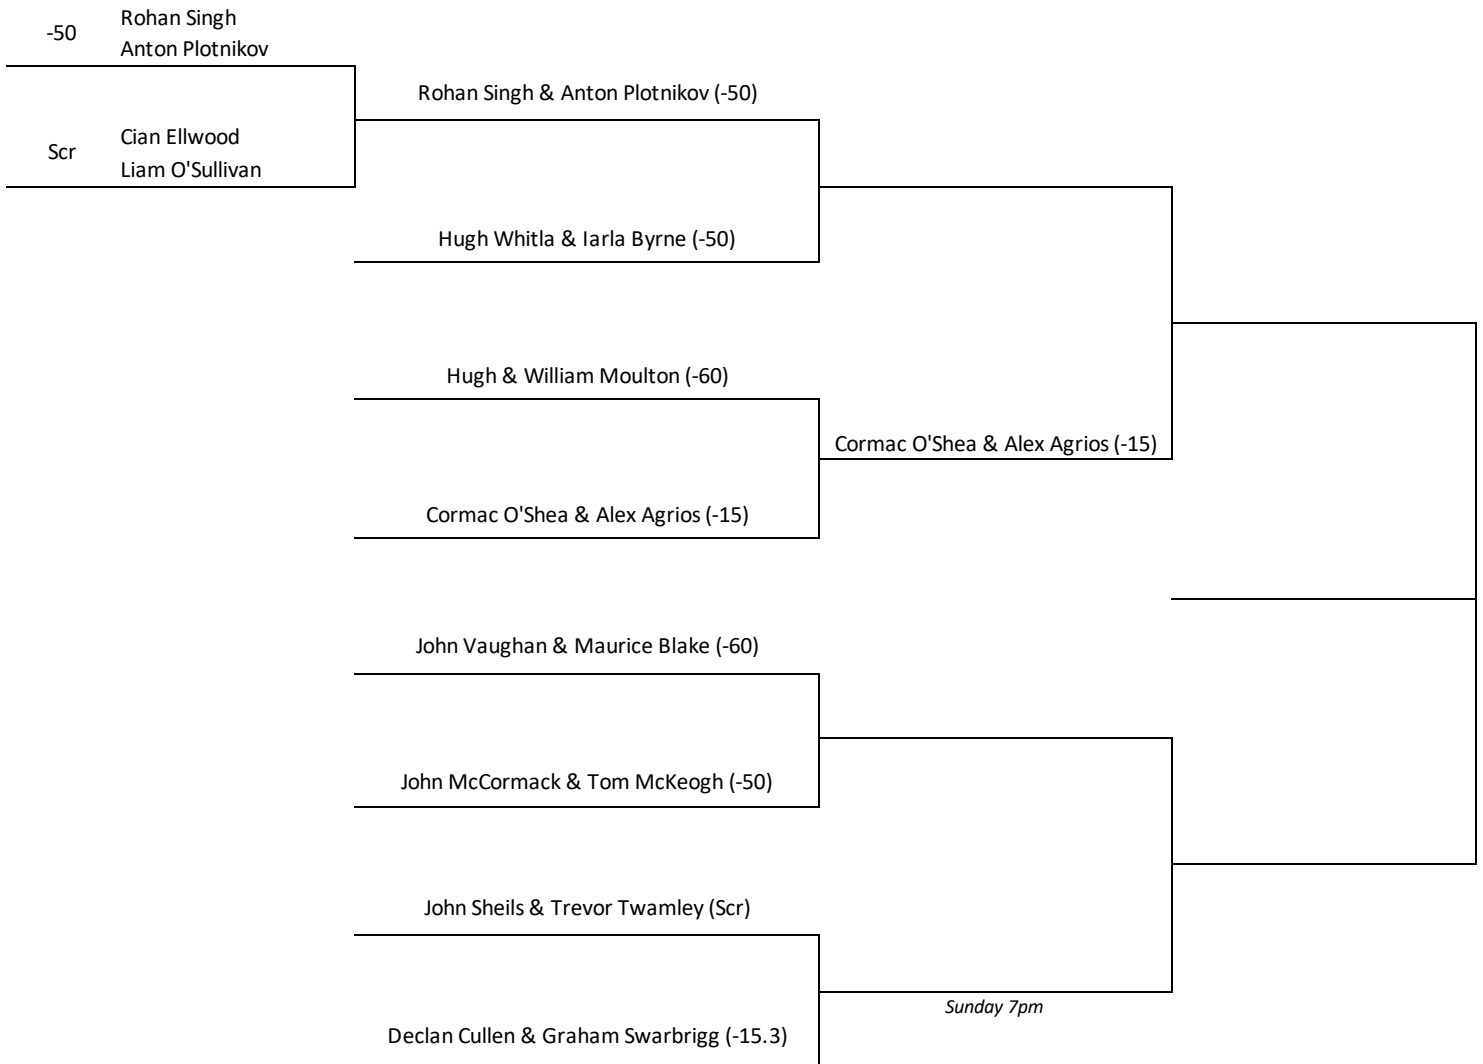 -50
Rohan Singh
Anton Plotnikov
Rohan Singh & Anton Plotnikov (-50)
Scr
Cian Ellwood
Liam O'Sullivan
Hugh Whitla & Iarla Byrne (-50)
Hugh & William Moulton (-60)
Cormac O'Shea & Alex Agrios (-15)
Cormac O'Shea & Alex Agrios (-15)
John Vaughan & Maurice Blake (-60)
John McCormack & Tom McKeogh (-50)
John Sheils & Trevor Twamley (Scr)
Sunday 7pm
Declan Cullen & Graham Swarbrigg (-15.3)